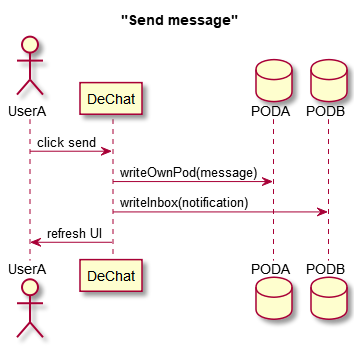 "Send message"
UserA
DeChat
PODA
PODB
click send
writeOwnPod(message)
writeInbox(notification)
refresh UI
UserA
DeChat
PODA
PODB